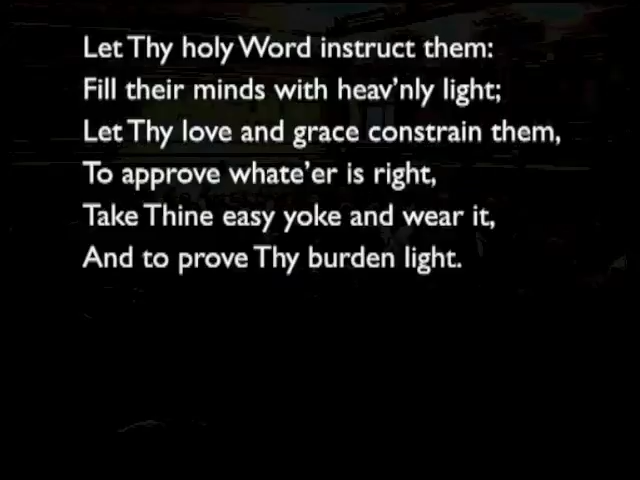 Let Thy holy Word instruct them:
Fill their minds with heav’nly light;
Let Thy love and grace constrain them,
To approve whate’er is right,
Take Thine easy yoke and wear it,
And to prove Thy burden light.